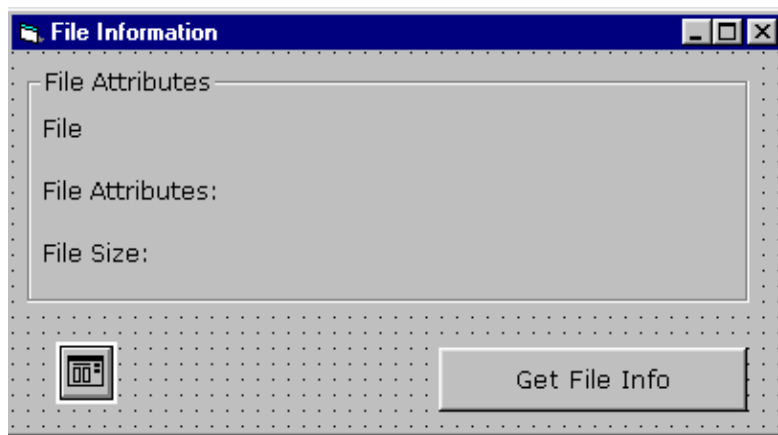 File Information
File Attributes
File
File Attributes:
File Size:
Get File Info